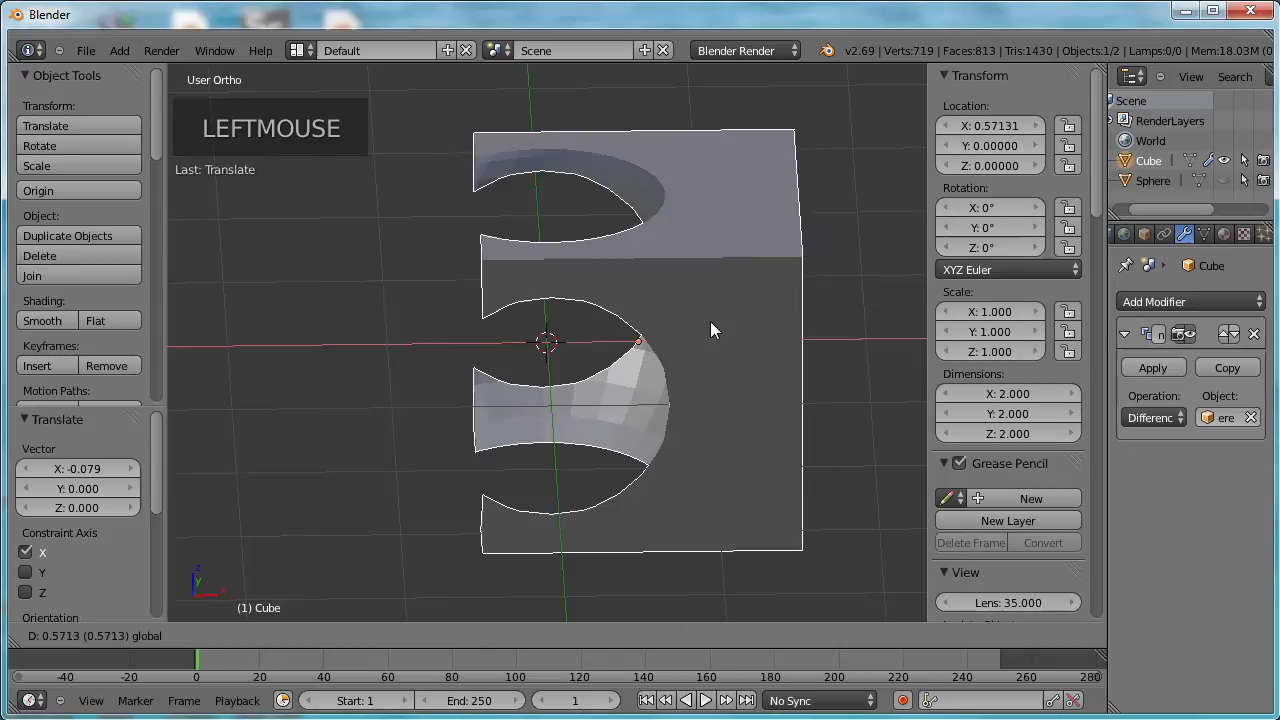 Blender
File Add Render Window Help Default Scene Blender Render v2.69 | Verts:719 | Faces:813 | Tris:1430 | Objects:1/2 | Lamps:0/0 | Mem:18.03M (0
Object Tools
Transform:
Translate
Rotate
Scale
Origin
Object:
Duplicate Objects
Delete
Join
Shading:
Smooth Flat
Keyframes:
Insert Remove
Motion Paths:
Translate
Vector
X: -0.079
Y: 0.000
Z: 0.000
Constraint Axis
X
Y
Z
Orientation
User Ortho
LEFTMOUSE
Last: Translate
z
y
x
(1) Cube
D: 0.5713 (0.5713) global
Transform
Location:
X: 0.57131
Y: 0.00000
Z: 0.00000
Rotation:
X: 0°
Y: 0°
Z: 0°
XYZ Euler
Scale:
X: 1.000
Y: 1.000
Z: 1.000
Dimensions:
X: 2.000
Y: 2.000
Z: 2.000
Grease Pencil
New
New Layer
Delete Frame Convert
View
Lens: 35.000
View Search
Scene
RenderLayers
World
Cube
Sphere
Cube
Add Modifier
Apply Copy
Operation: Object:
Differenc ere
-40 -20 0 20 40 60 80 100 120 140 160 180 200 220 240 260 280
View Marker Frame Playback Start: 1 End: 250 1 No Sync